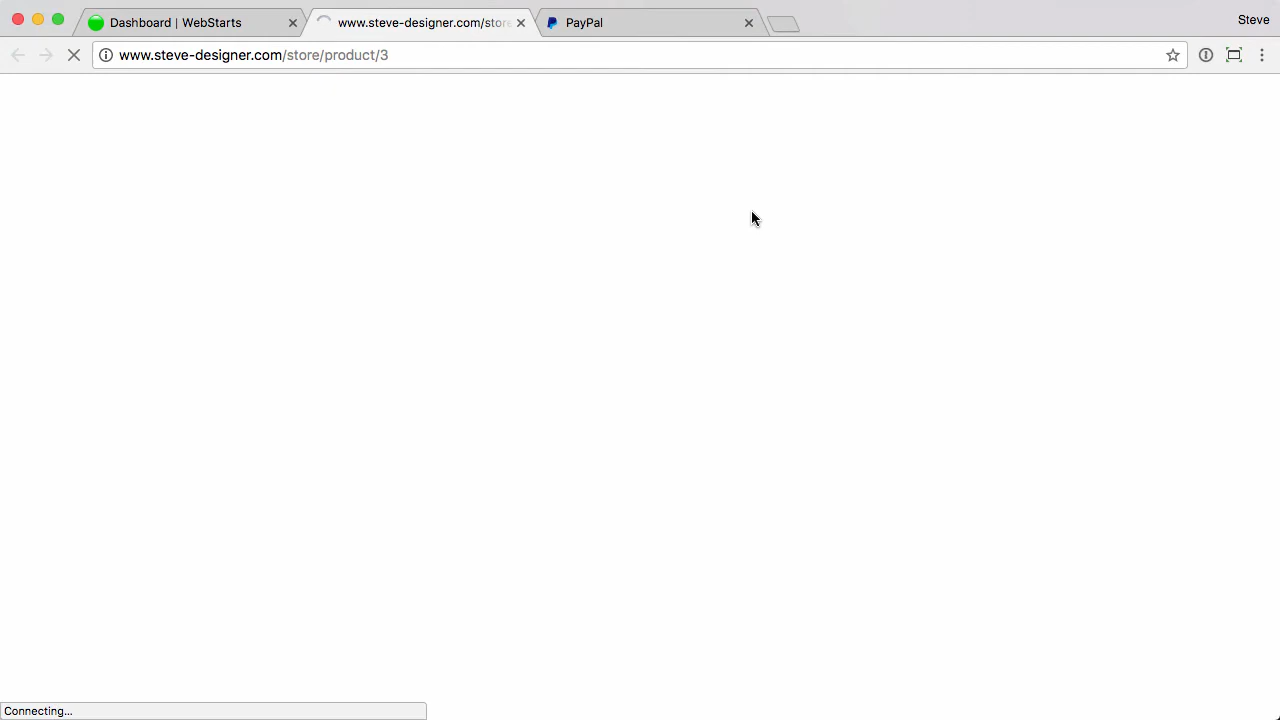 Dashboard | WebStarts
www.steve-designer.com/store
PayPal
Steve
www.steve-designer.com/store/product/3
Connecting...